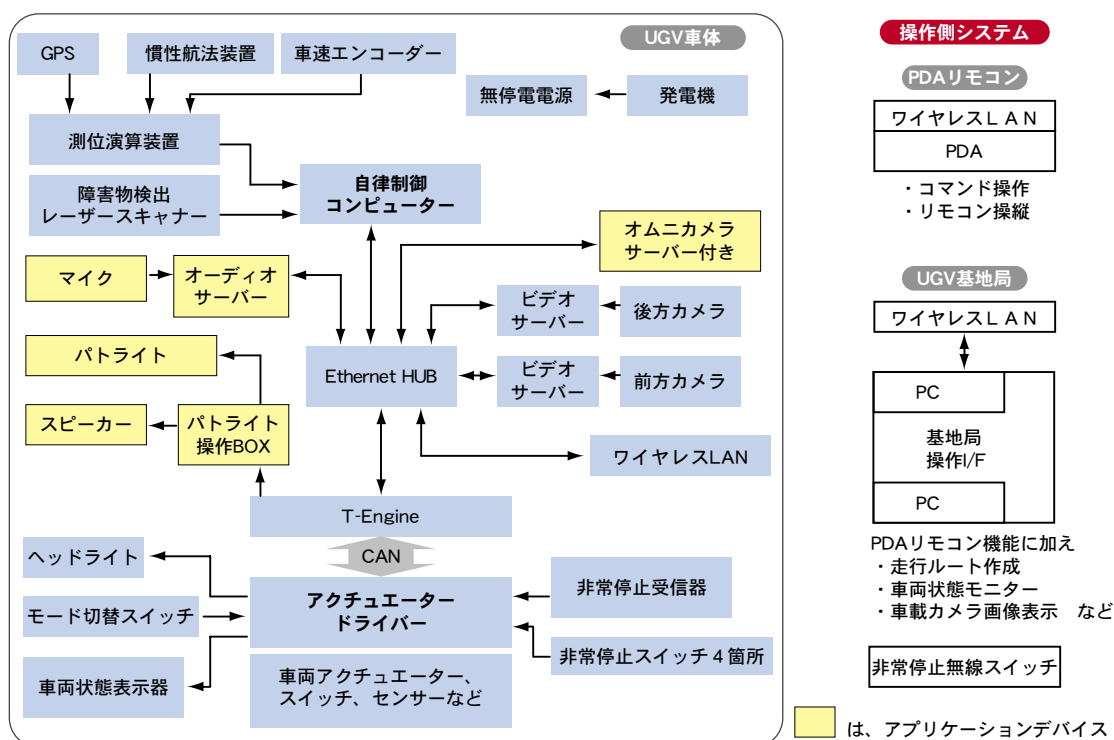 UGV車体
GPS
慣性航法装置
車速エンコーダー
無停電電源
発電機
測位演算装置
障害物検出
レーザースキャナー
自律制御
コンピューター
オムニカメラ
サーバー付き
マイク
オーディオ
サーバー
ビデオ
サーバー
後方カメラ
パトライト
Ethernet HUB
ビデオ
サーバー
前方カメラ
スピーカー
パトライト
操作BOX
ワイヤレスLAN
T-Engine
CAN
ヘッドライト
アクチュエーター
ドライバー
非常停止受信器
モード切替スイッチ
非常停止スイッチ4箇所
車両状態表示器
車両アクチュエーター、
スイッチ、センサーなど
操作側システム
PDAリモコン
ワイヤレスLAN
PDA
・コマンド操作
・リモコン操縦
UGV基地局
ワイヤレスLAN
PC
基地局
操作I/F
PC
PDAリモコン機能に加え
・走行ルート作成
・車両状態モニター
・車載カメラ画像表示 など
非常停止無線スイッチ
は、アプリケーションデバイス